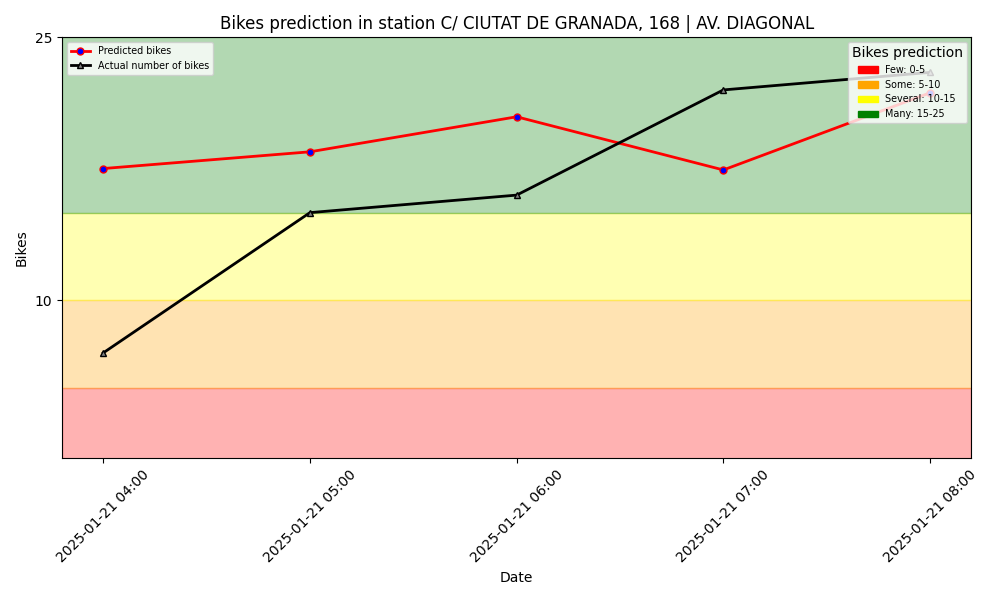 Bikes prediction in station C/ CIUTAT DE GRANADA, 168 | AV. DIAGONAL
25
10
Bikes
Predicted bikes
Actual number of bikes
Bikes prediction
Few: 0-5
Some: 5-10
Several: 10-15
Many: 15-25
2025-01-21 04:00
2025-01-21 05:00
2025-01-21 06:00
2025-01-21 07:00
2025-01-21 08:00
Date